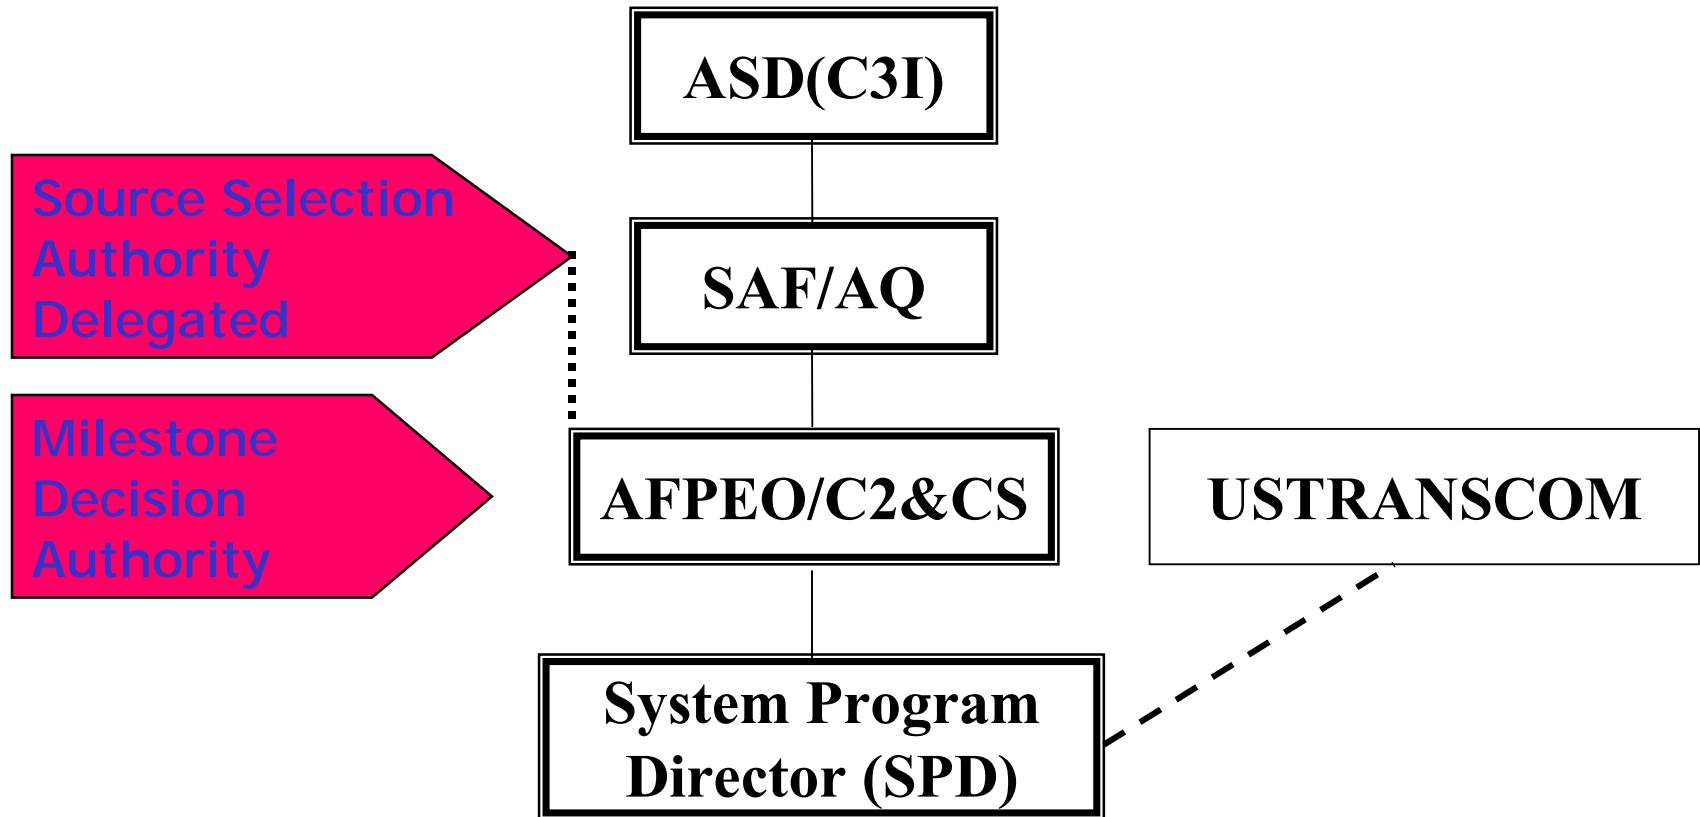 ASD(C3I)
Source Selection
Authority
Delegated
SAF/AQ
Milestone
Decision
Authority
AFPEO/C2&CS
USTRANSCOM
System Program
Director (SPD)